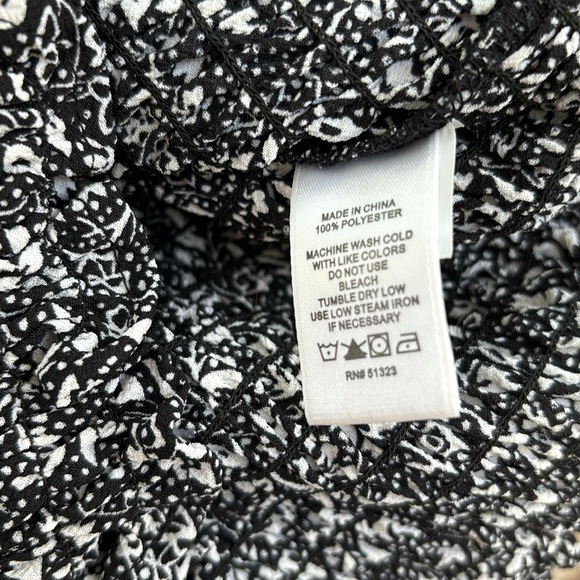 MADE IN CHINA
100% POLYESTER
MACHINE WASH COLD
WITH LIKE COLORS
DO NOT USE
BLEACH
TUMBLE DRY LOW
USE LOW STEAM IRON
IF NECESSARY
RN# 51323